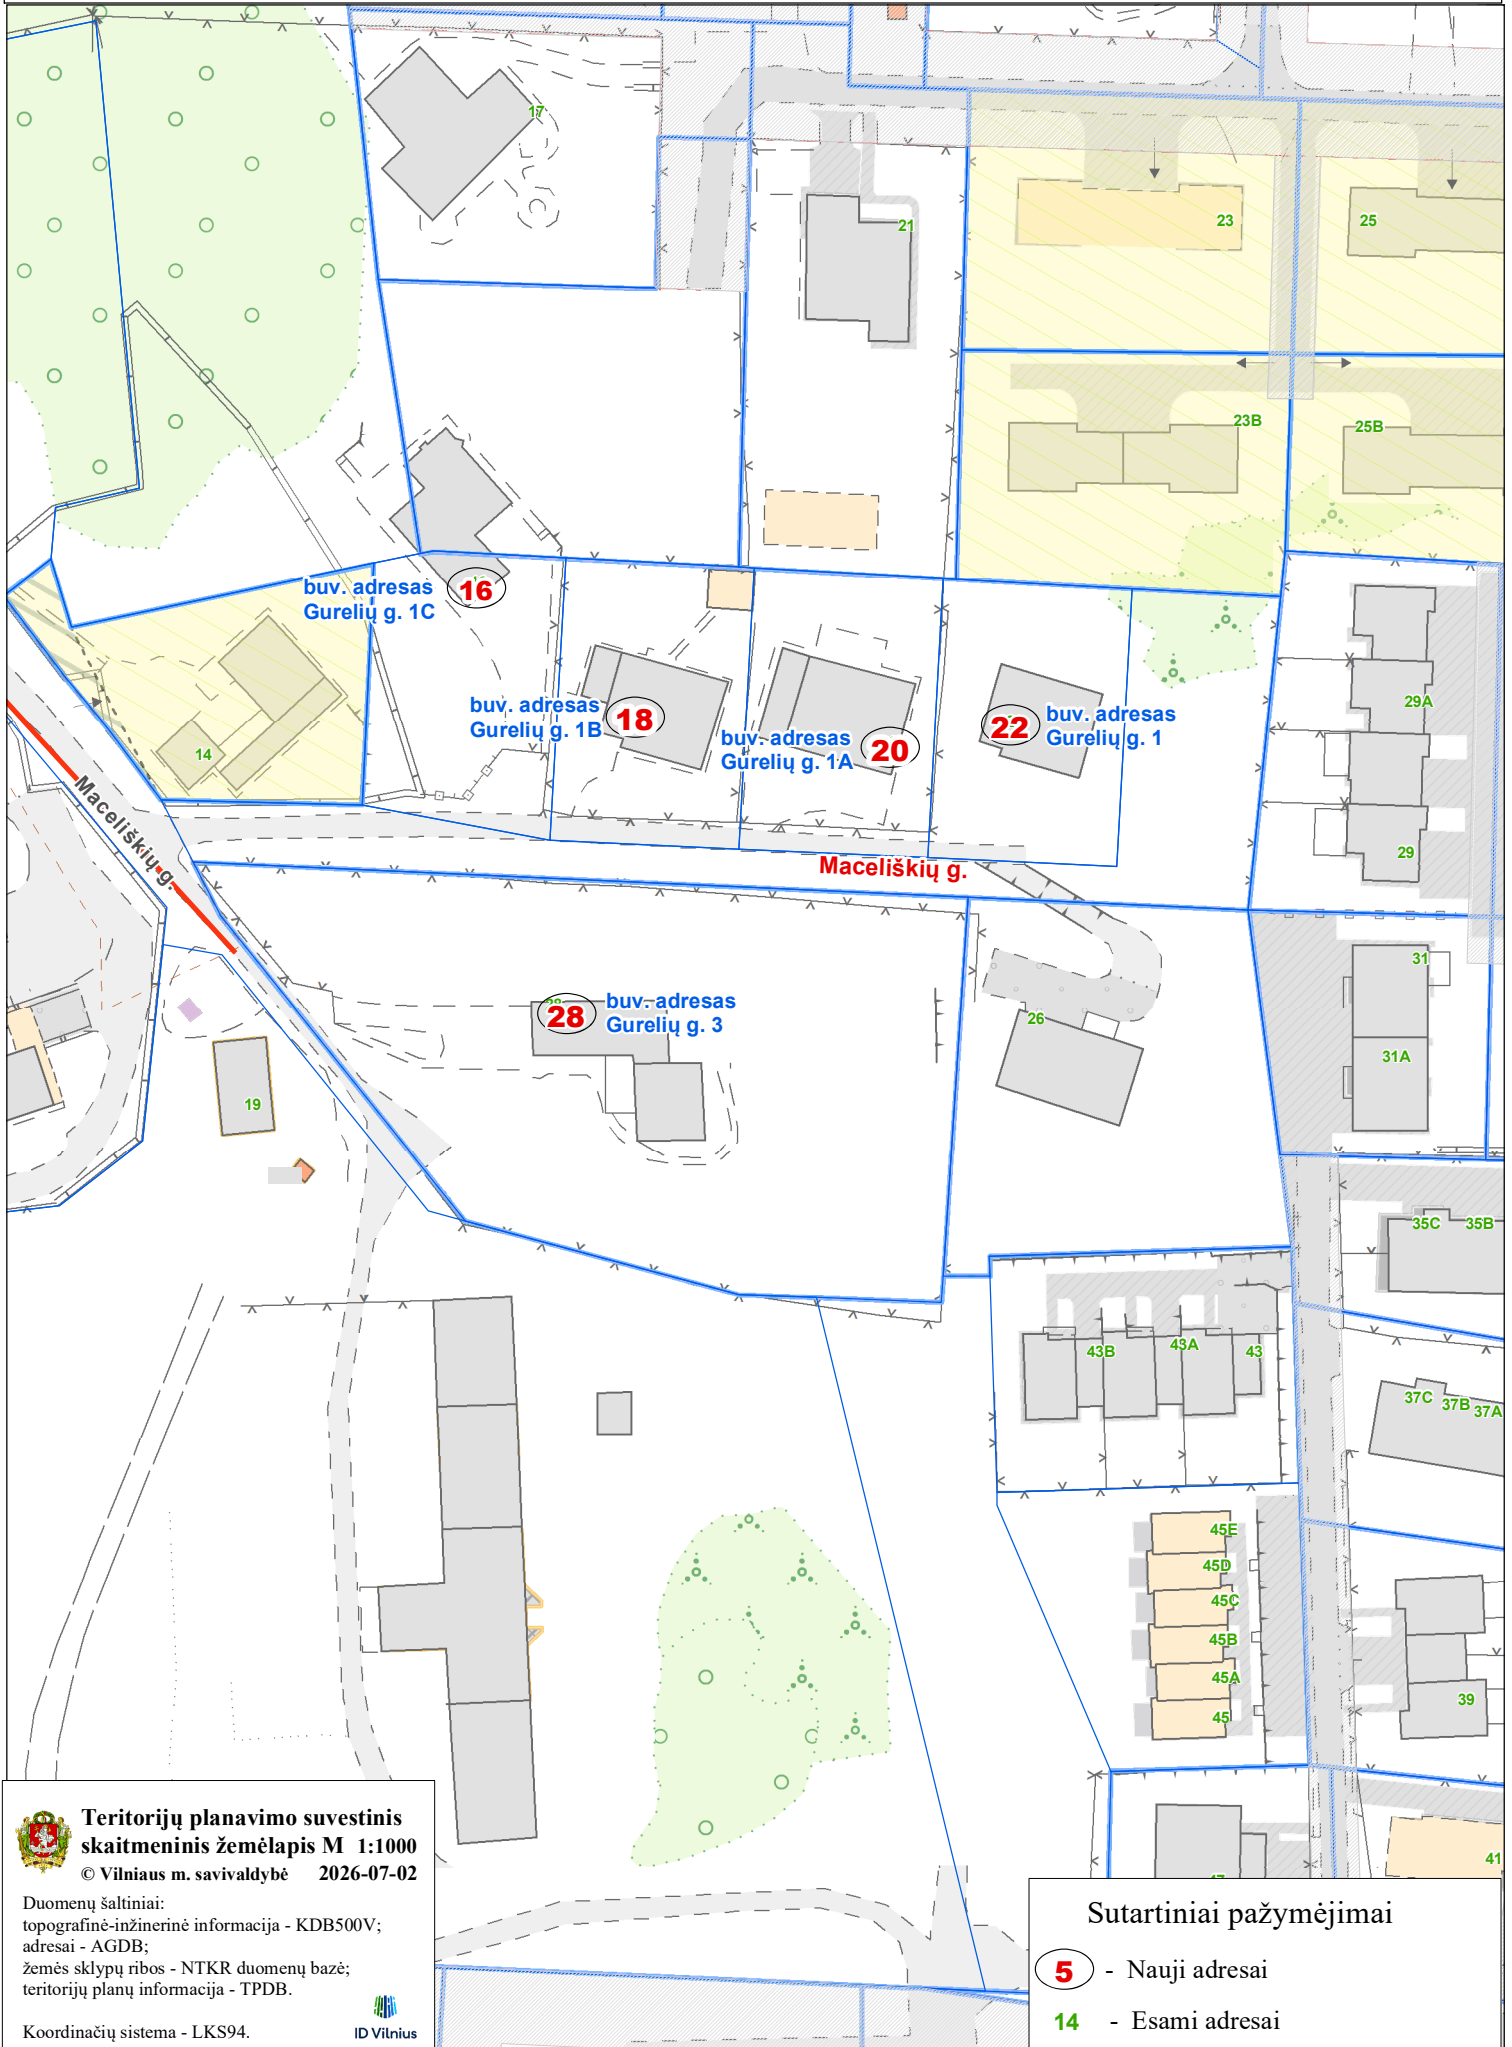 17
21
23
25
23B
25B
buv. adresas
Gurelių g. 1C
16
buv. adresas
Gurelių g. 1B
18
buv. adresas
Gurelių g. 1A
20
22
buv. adresas
Gurelių g. 1
14
29A
29
Maceliškių g.
Maceliškių g.
28
buv. adresas
Gurelių g. 3
26
31
31A
19
35C
35B
43B
43A
43
37C
37B
37A
45E
45D
45C
45B
45A
45
39
41
Teritorijų planavimo suvestinis
skaitmeninis žemėlapis M 1:1000
© Vilniaus m. savivaldybė 2026-07-02
Duomenų šaltiniai:
topografinė-inžinerinė informacija - KDB500V;
adresai - AGDB;
žemės sklypų ribos - NTKR duomenų bazė;
teritorijų planų informacija - TPDB.
Koordinačių sistema - LKS94.
ID Vilnius
Sutartiniai pažymėjimai
5 - Nauji adresai
14 - Esami adresai